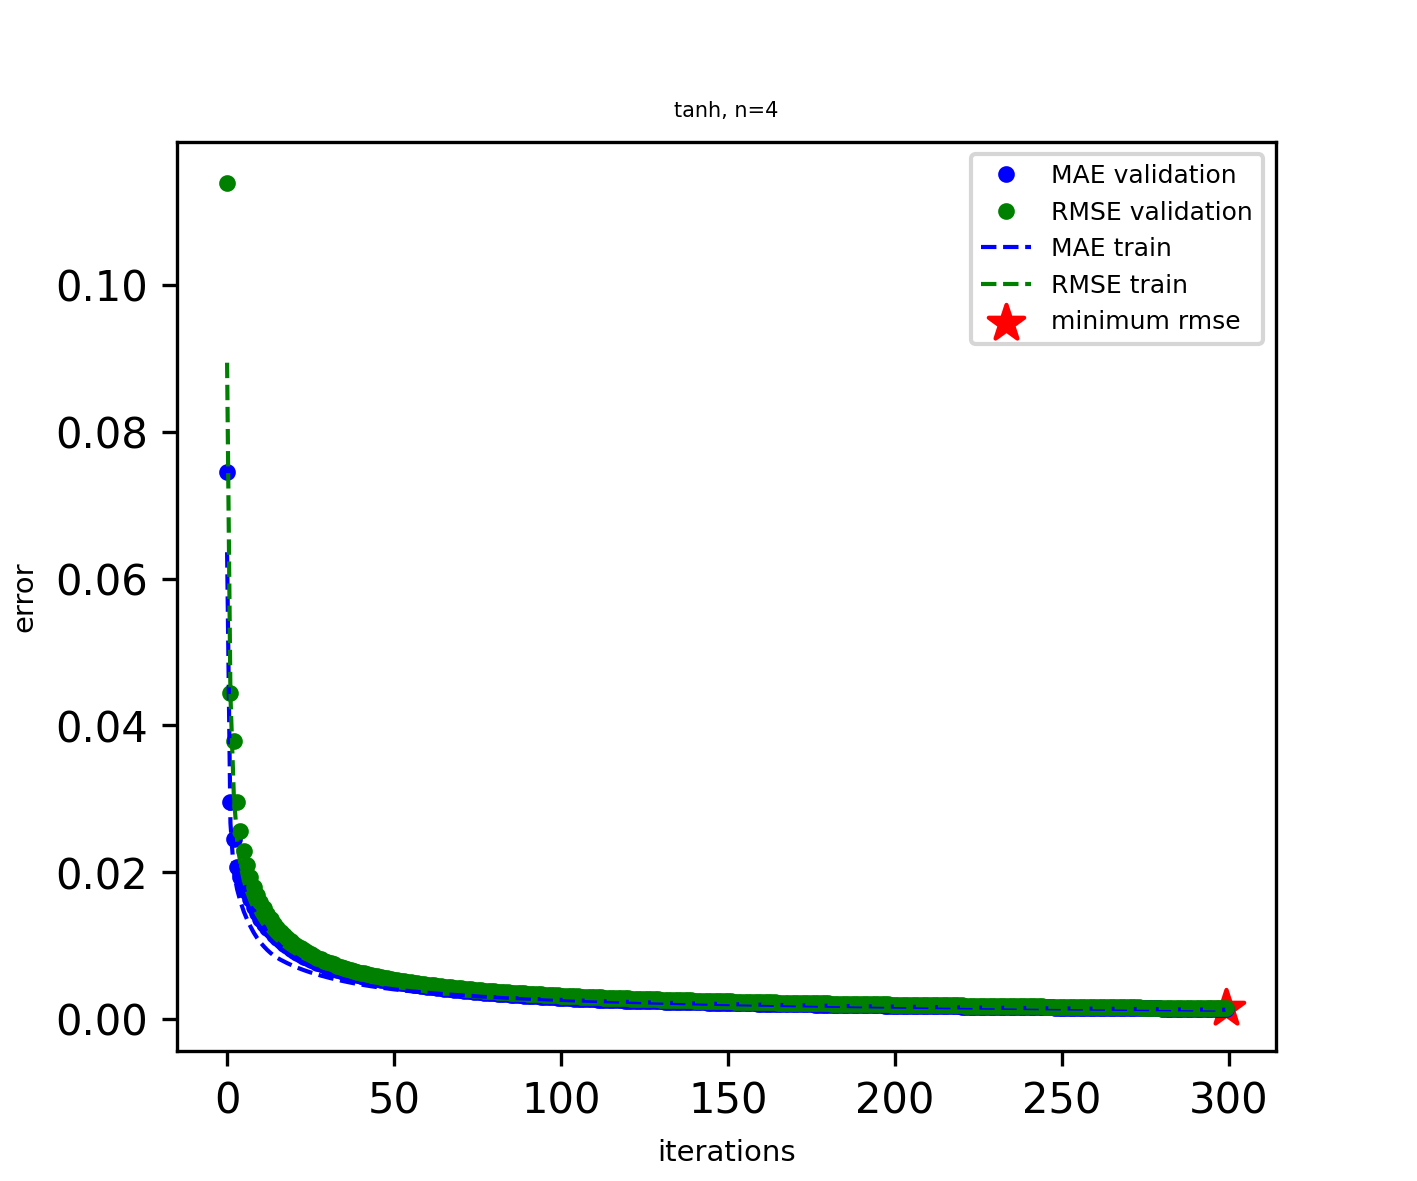 tanh, n=4
MAE validation
RMSE validation
MAE train
RMSE train
minimum rmse
0.10
0.08
0.06
0.04
0.02
0.00
error
0 50 100 150 200 250 300
iterations